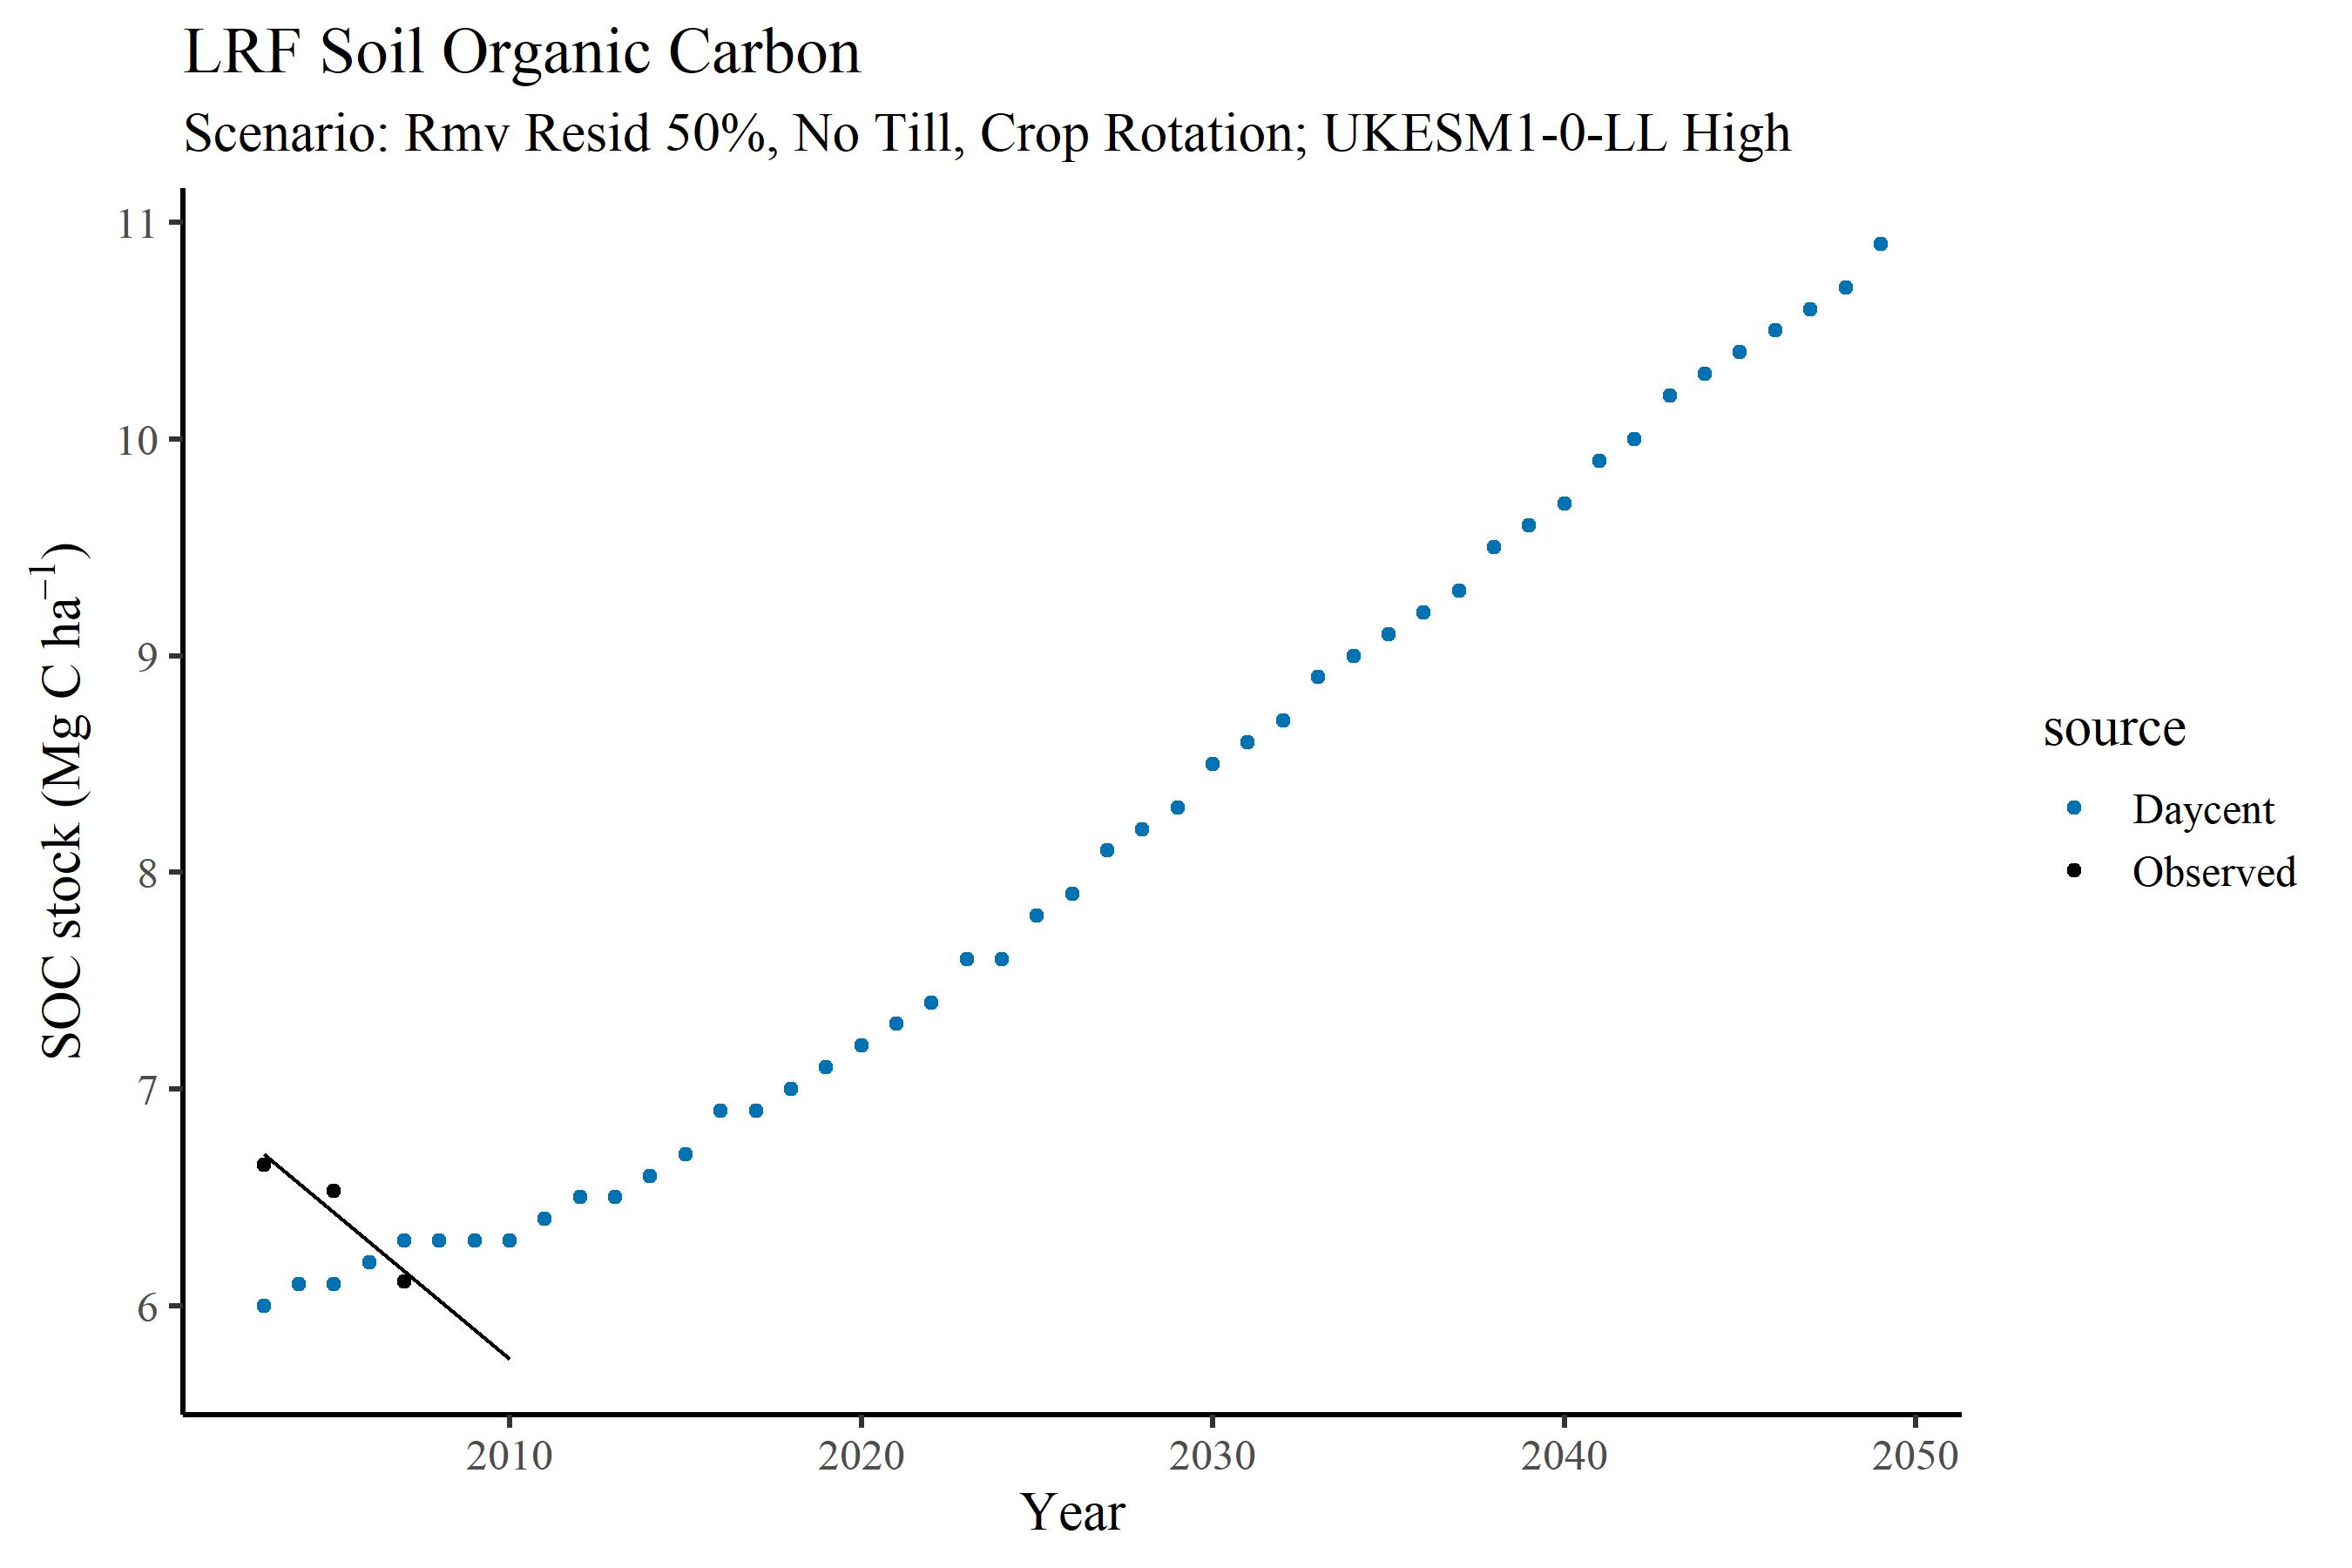 LRF Soil Organic Carbon
Scenario: Rmv Resid 50%, No Till, Crop Rotation; UKESM1-0-LL High
SOC stock (Mg C ha⁻¹)
11
10
9
8
7
6
2010 2020 2030 2040 2050
Year
source
Daycent
Observed